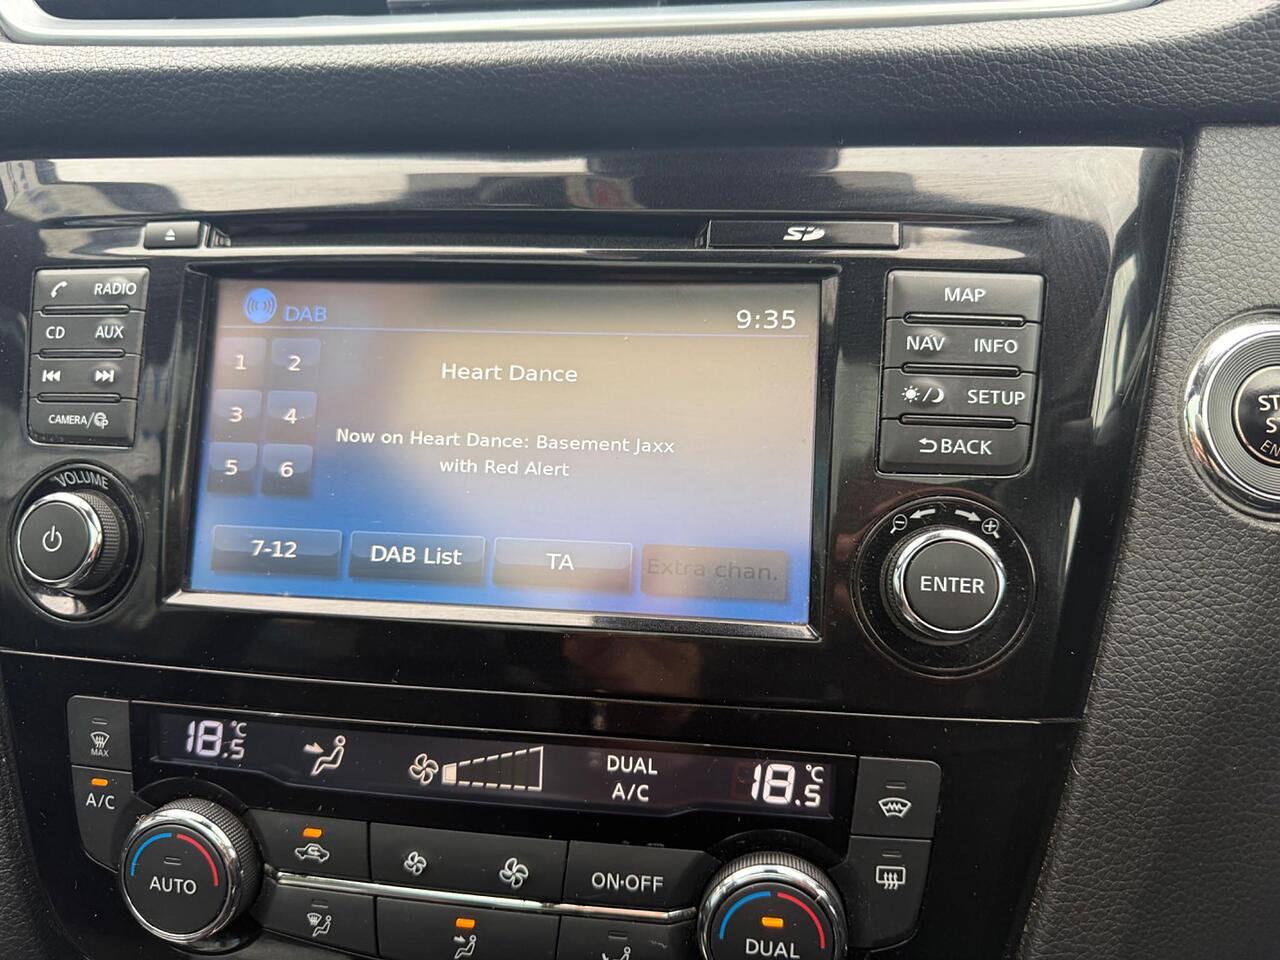 SD
RADIO
CD AUX
CAMERA/
VOLUME
DAB
9:35
1 2
3 4
5 6
Heart Dance
Now on Heart Dance: Basement Jaxx
with Red Alert
7-12
DAB List
TA
Extra chan.
MAP
NAV INFO
SETUP
BACK
ENTER
MAX
A/C
18.5°C
DUAL
A/C
18.5°C
AUTO
ON·OFF
DUAL